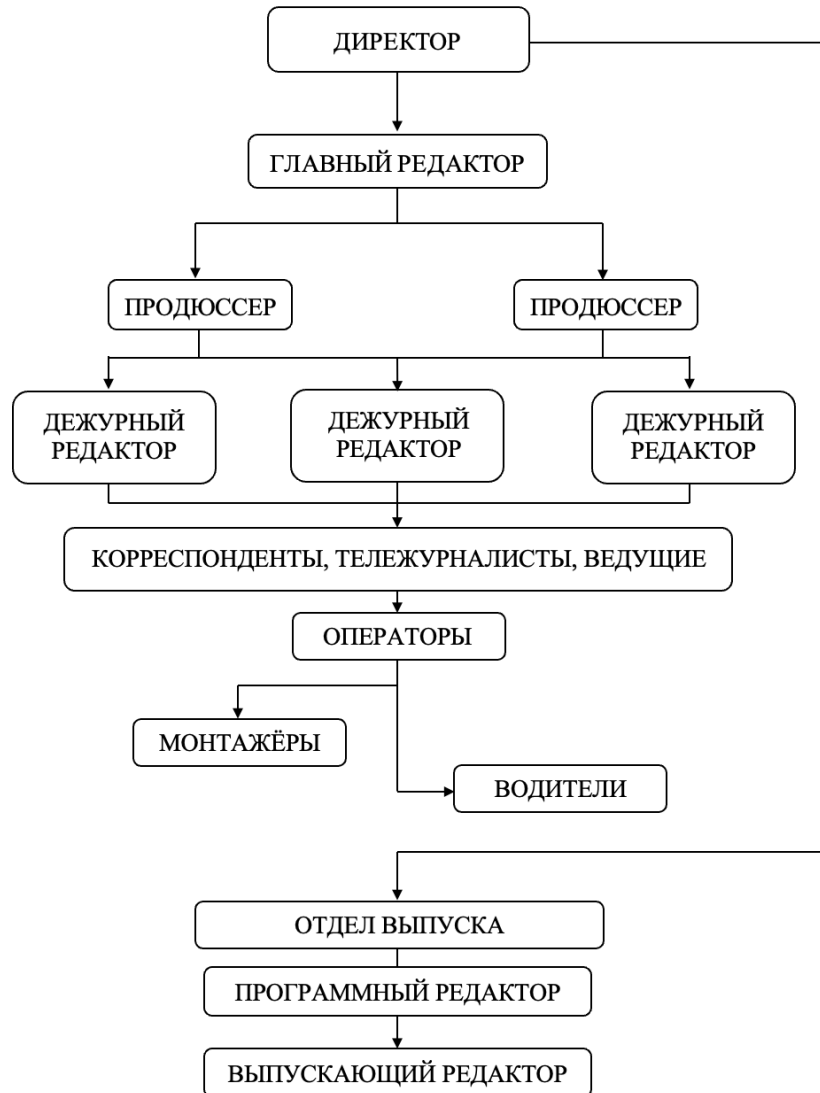 ДИРЕКТОР
ГЛАВНЫЙ РЕДАКТОР
ПРОДЮССЕР
ПРОДЮССЕР
ДЕЖУРНЫЙ
РЕДАКТОР
ДЕЖУРНЫЙ
РЕДАКТОР
ДЕЖУРНЫЙ
РЕДАКТОР
КОРРЕСПОНДЕНТЫ, ТЕЛЕЖУРНАЛИСТЫ, ВЕДУЩИЕ
ОПЕРАТОРЫ
МОНТАЖЁРЫ
ВОДИТЕЛИ
ОТДЕЛ ВЫПУСКА
ПРОГРАММНЫЙ РЕДАКТОР
ВЫПУСКАЮЩИЙ РЕДАКТОР